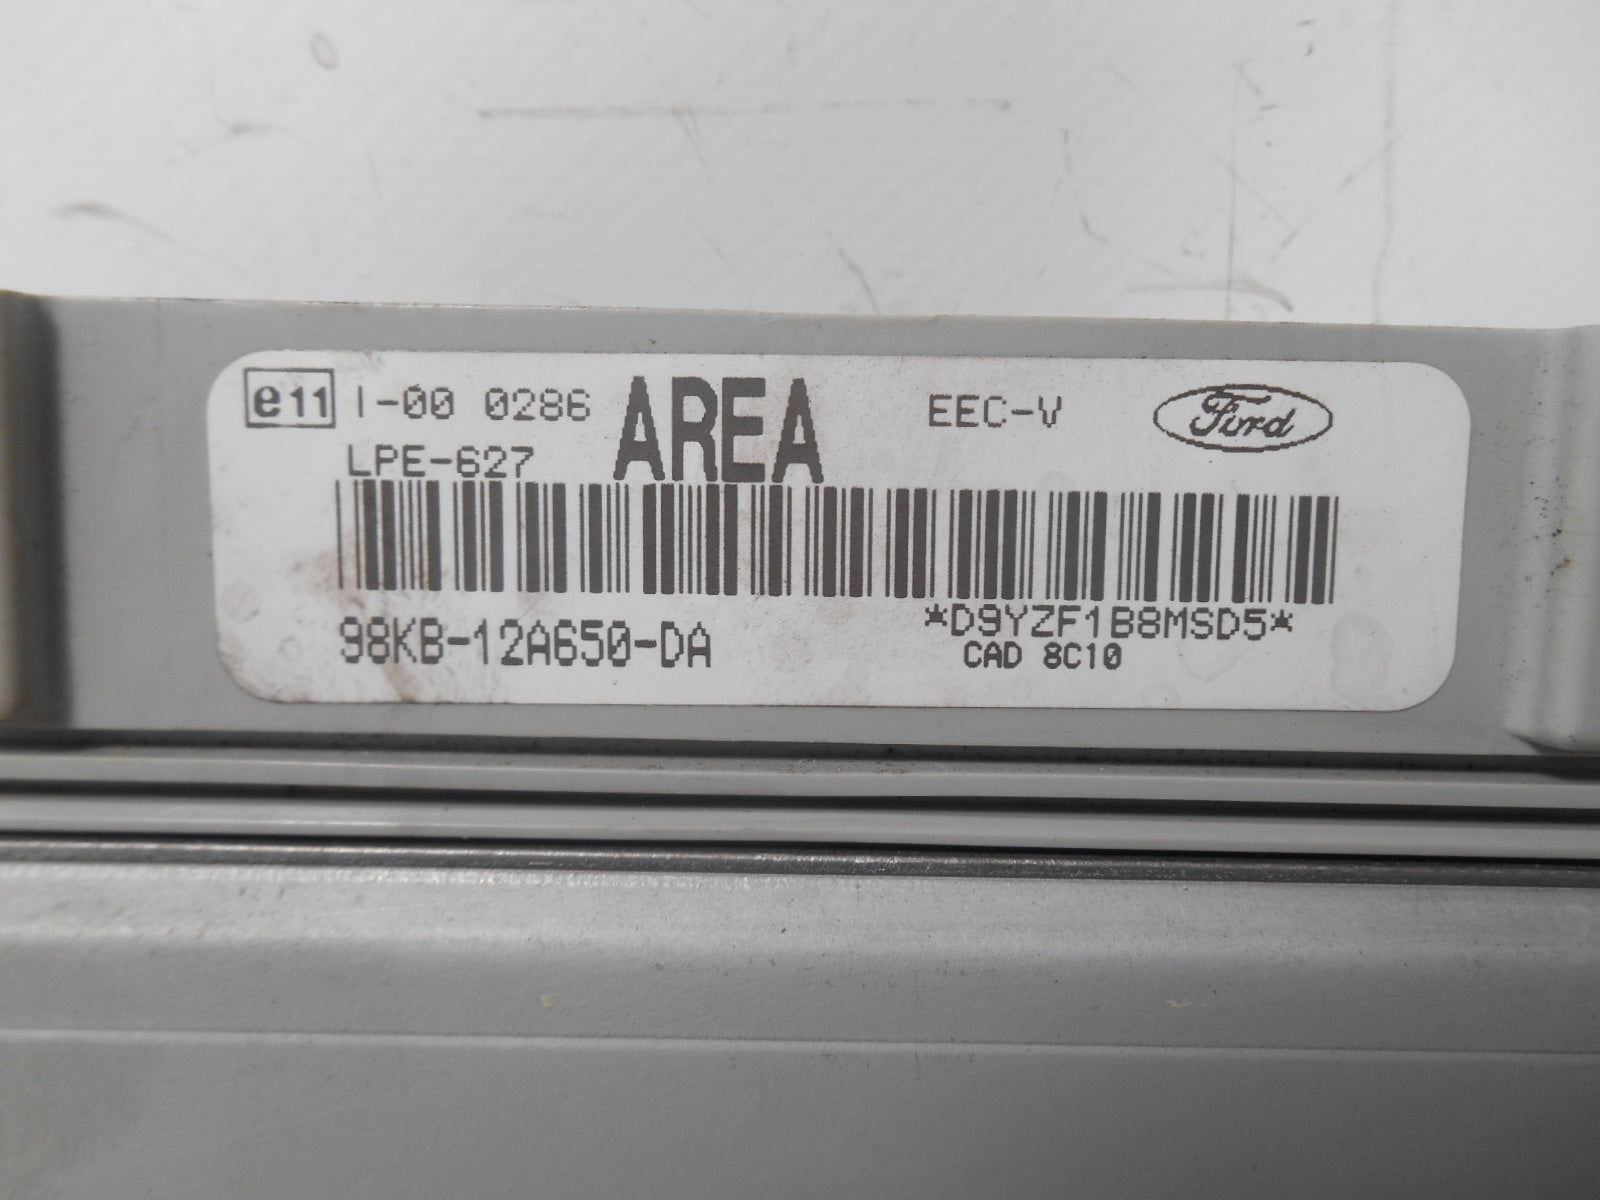 e11 I-00 0286 AREA EEC-V Ford
LPE-627
98KB-12A650-DA *D9YZF1B8MSD5*
CAD 8C10